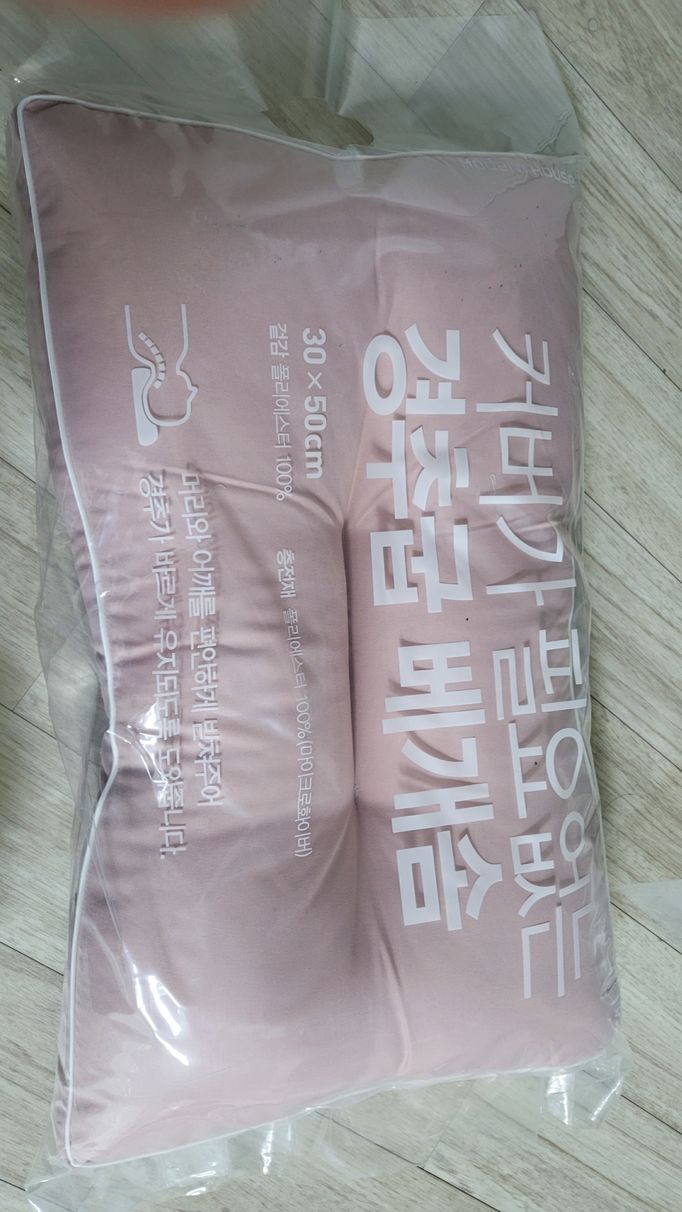 Modern House
커버가 필요없는
경추곰 베개솜
30 × 50cm
겉감 폴리에스터 100% 충전재 폴리에스터 100%(마이크로화이버)
머리와 어깨를 편안하게 받쳐주어
경추가 바르게 유지되도록 도와줍니다.